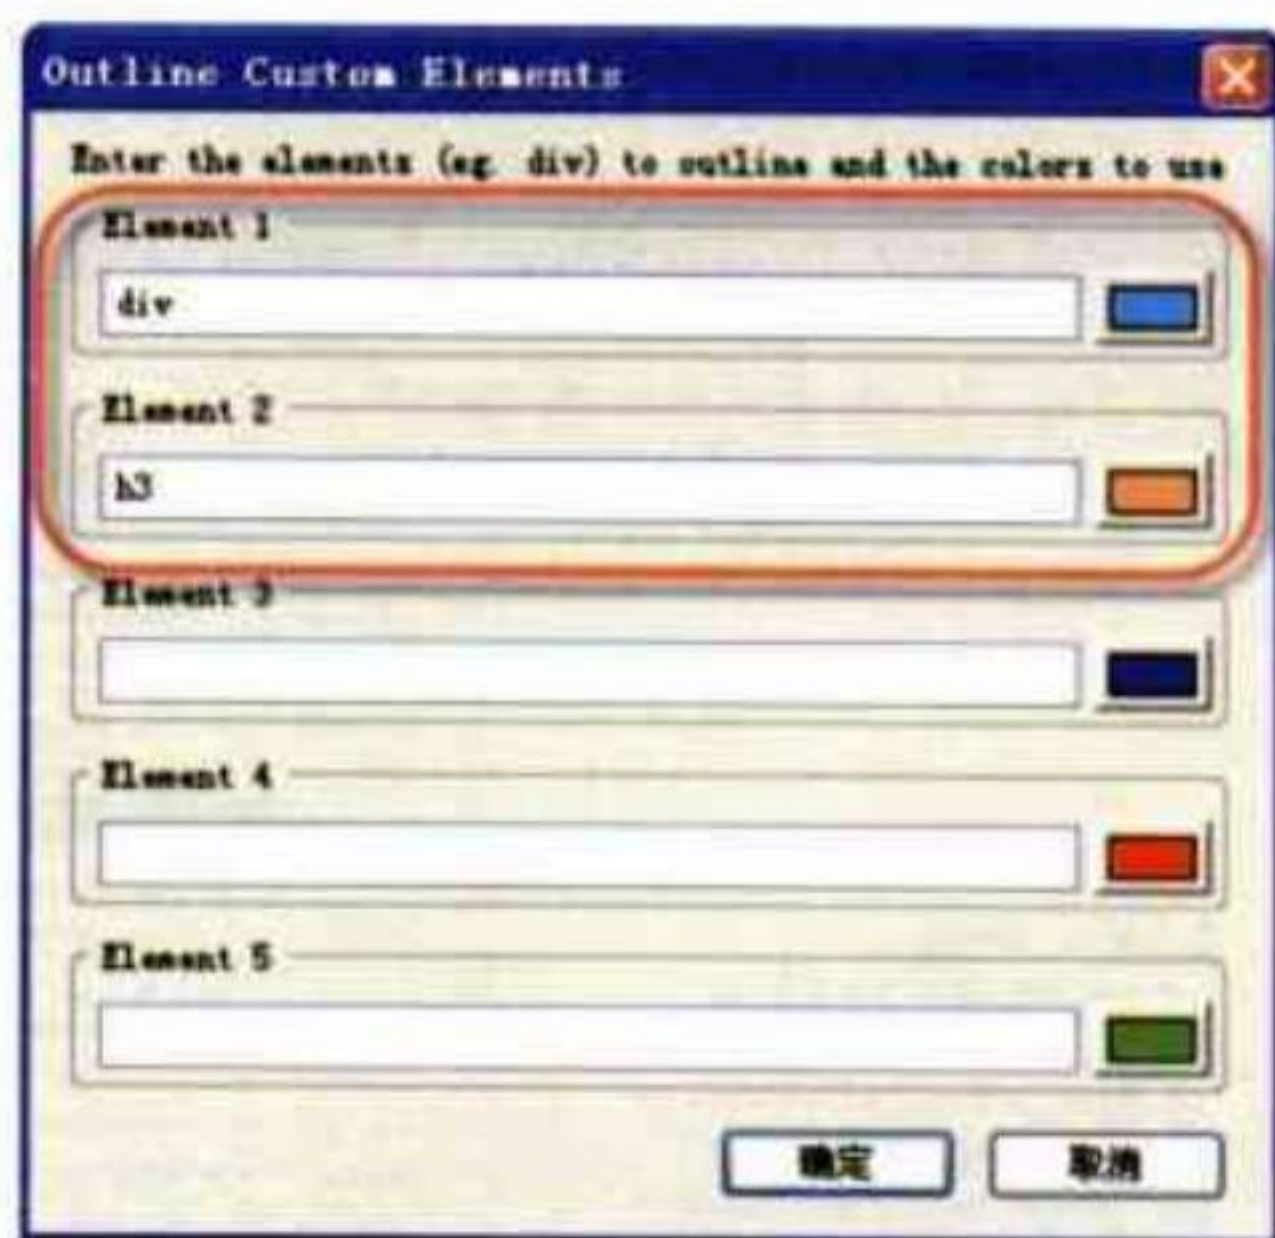 Outline Custom Elements
Enter the elements (eg. div) to outline and the colors to use
Element 1
div
Element 2
h3
Element 3
Element 4
Element 5
确定
取消